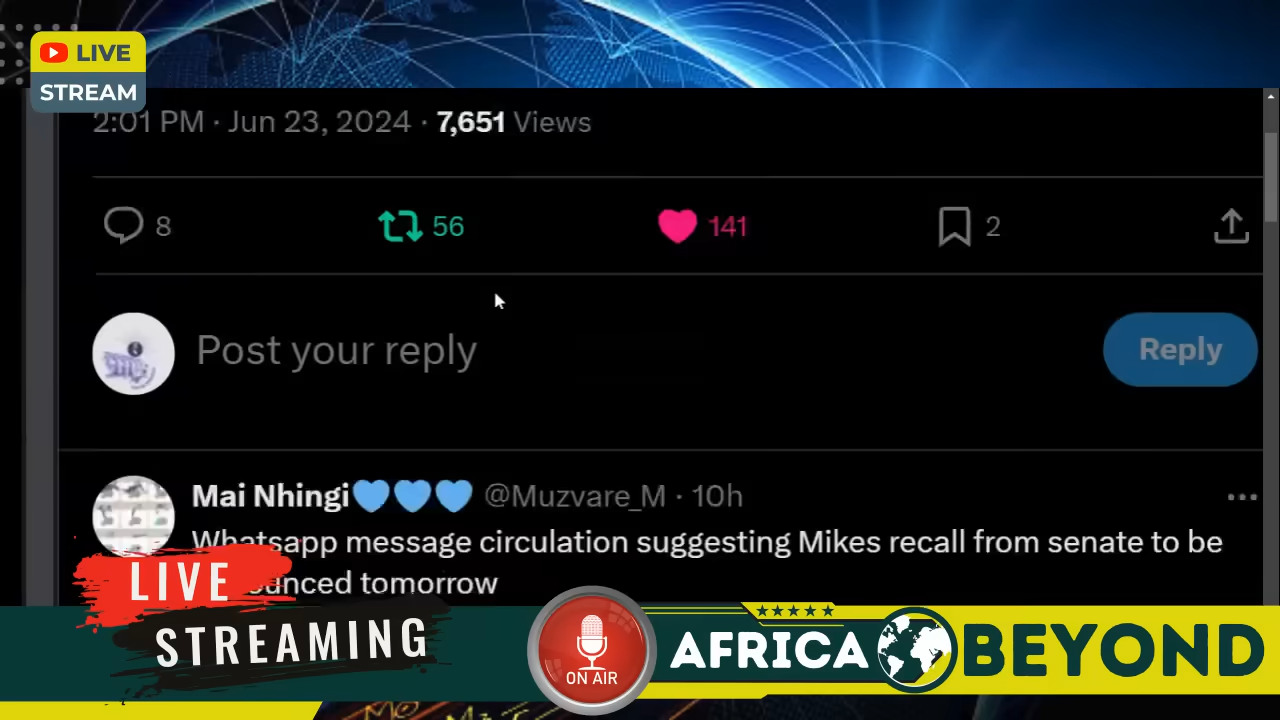 LIVE
STREAM
2:01 PM · Jun 23, 2024 · 7,651 Views
8 56 141 2
Post your reply
Reply
Mai Nhingi💙💙💙 @Muzvare_M · 10h
Whatsapp message circulation suggesting Mikes recall from senate to be
ounced tomorrow
LIVE
STREAMING
ON AIR
AFRICA BEYOND